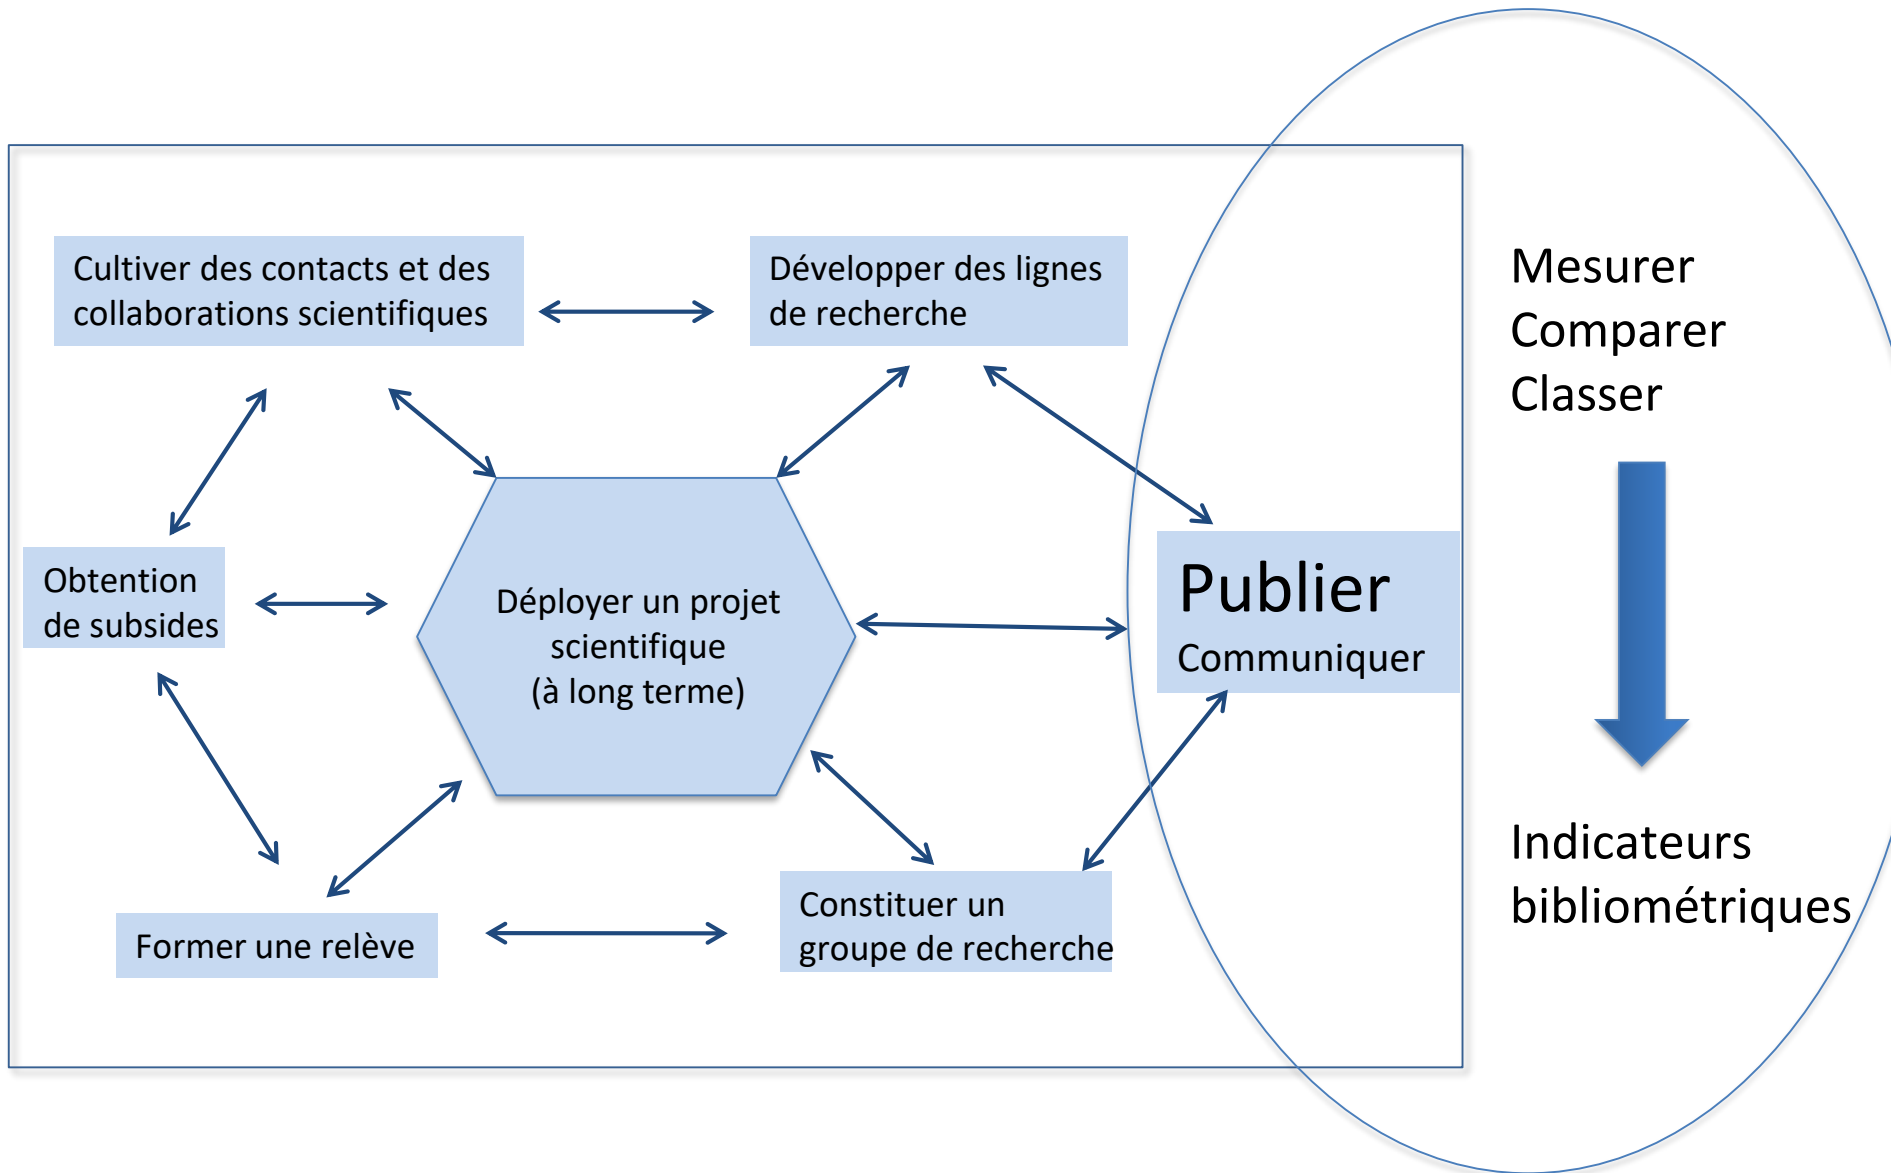 Cultiver des contacts et des
collaborations scientifiques
Développer des lignes
de recherche
Mesurer
Comparer
Classer
Obtention
de subsides
Déployer un projet
scientifique
(à long terme)
Publier
Communiquer
Former une relève
Constituer un
groupe de recherche
Indicateurs
bibliométriques